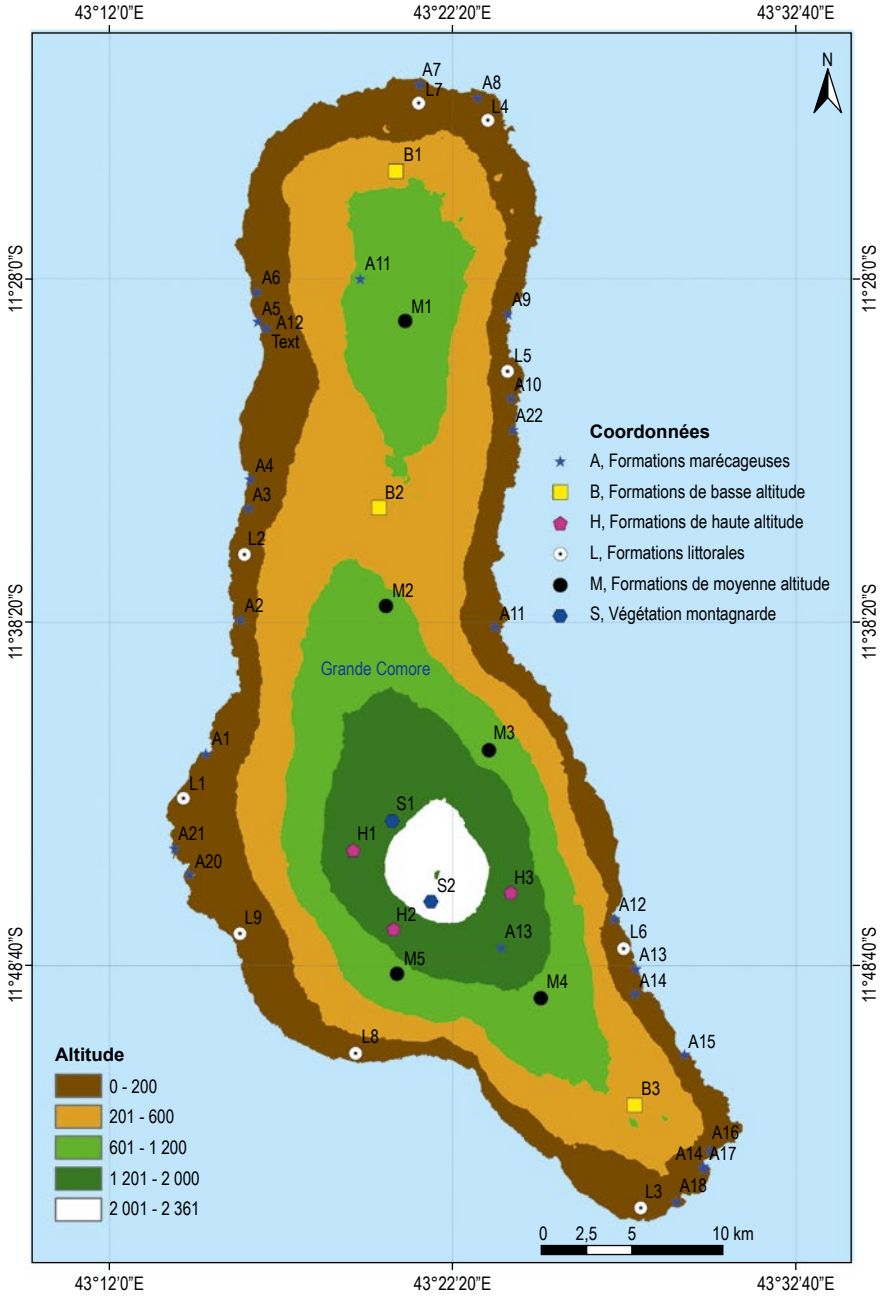 43°12’0”E
43°22’20”E
43°32’40”E
N
A7
A8
L7
L4
B1
11°28’0”S
11°28’0”S
A11
A6
M1
A9
A5
A12
Text
L5
A10
A22
Coordonnées
A, Formations marécageuses
B, Formations de basse altitude
H, Formations de haute altitude
L, Formations littorales
M, Formations de moyenne altitude
S, Végétation montagnarde
A4
A3
B2
L2
M2
A2
A11
11°38’20”S
11°38’20”S
Grande Comore
A1
M3
L1
S1
H1
A21
A20
S2
H3
L9
H2
A12
L6
A13
A13
11°48’40”S
11°48’40”S
M5
M4
A14
L8
A15
B3
A16
A14
A17
L3
A18
Altitude
0 - 200
201 - 600
601 - 1 200
1 201 - 2 000
2 001 - 2 361
0
2,5
5
10 km
43°12’0”E
43°22’20”E
43°32’40”E